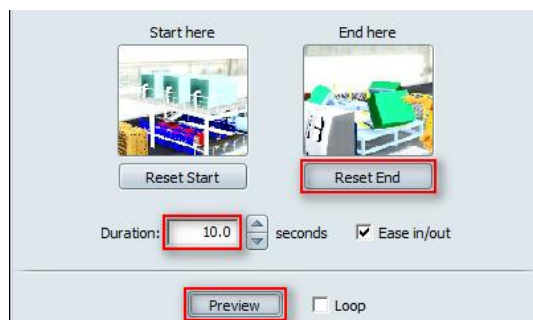 Start here End here
Reset Start Reset End
Duration: 10.0 seconds Ease in/out
Preview Loop